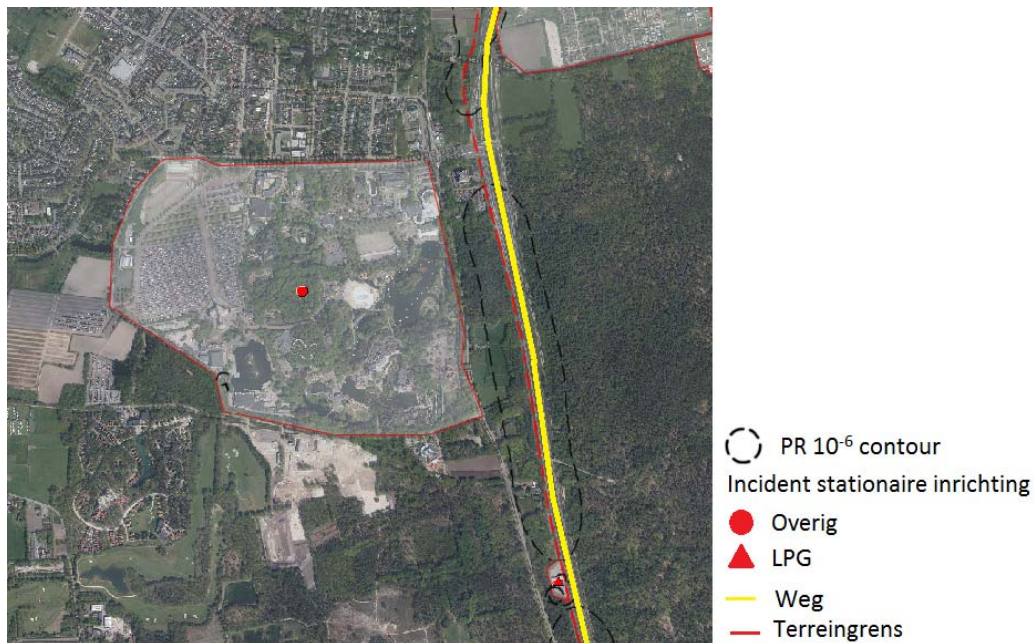 PR 10⁻⁶ contour
Incident stationaire inrichting
Overig
LPG
Weg
Terreingrens